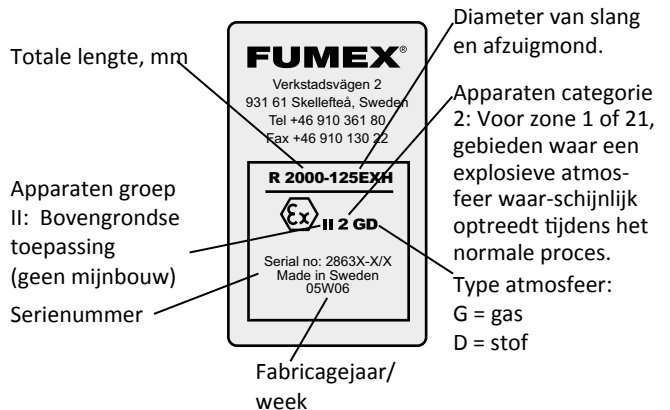 Totale lengte, mm
Diameter van slang
en afzuigmond.
FUMEX®
Verkstadsvägen 2
931 61 Skellefteå, Sweden
Tel +46 910 361 80
Fax +46 910 130 22
Apparaten categorie
2: Voor zone 1 of 21,
gebieden waar een
explosieve atmos-
feer waar-schijnlijk
optreedt tijdens het
normale proces.
R 2000-125EXH
Apparaten groep
II: Bovengrondse
toepassing
(geen mijnbouw)
Ex II 2 GD
Serial no: 2863X-X/X
Made in Sweden
05W06
Serienummer
Type atmosfeer:
G = gas
D = stof
Fabricagejaar/
week